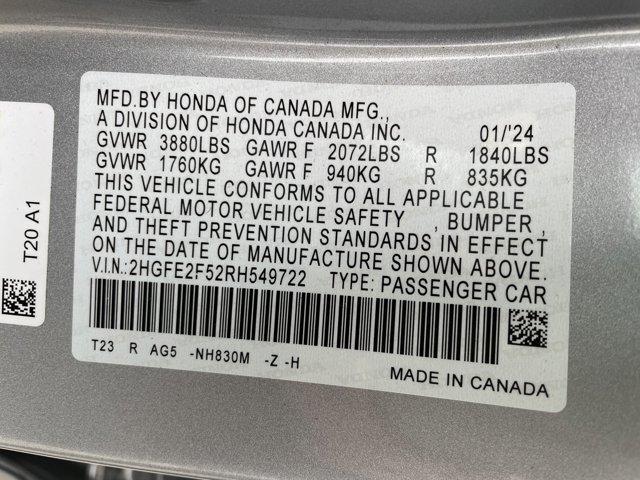 MFD.BY HONDA OF CANADA MFG.,
A DIVISION OF HONDA CANADA INC. 01/'24
GVWR 3880LBS GAWR F 2072LBS R 1840LBS
GVWR 1760KG GAWR F 940KG R 835KG
THIS VEHICLE CONFORMS TO ALL APPLICABLE
FEDERAL MOTOR VEHICLE SAFETY , BUMPER ,
AND THEFT PREVENTION STANDARDS IN EFFECT
ON THE DATE OF MANUFACTURE SHOWN ABOVE.
V.I.N.:2HGFE2F52RH549722 TYPE: PASSENGER CAR
T23 R AG5 -NH830M -Z -H
MADE IN CANADA
T20 A1